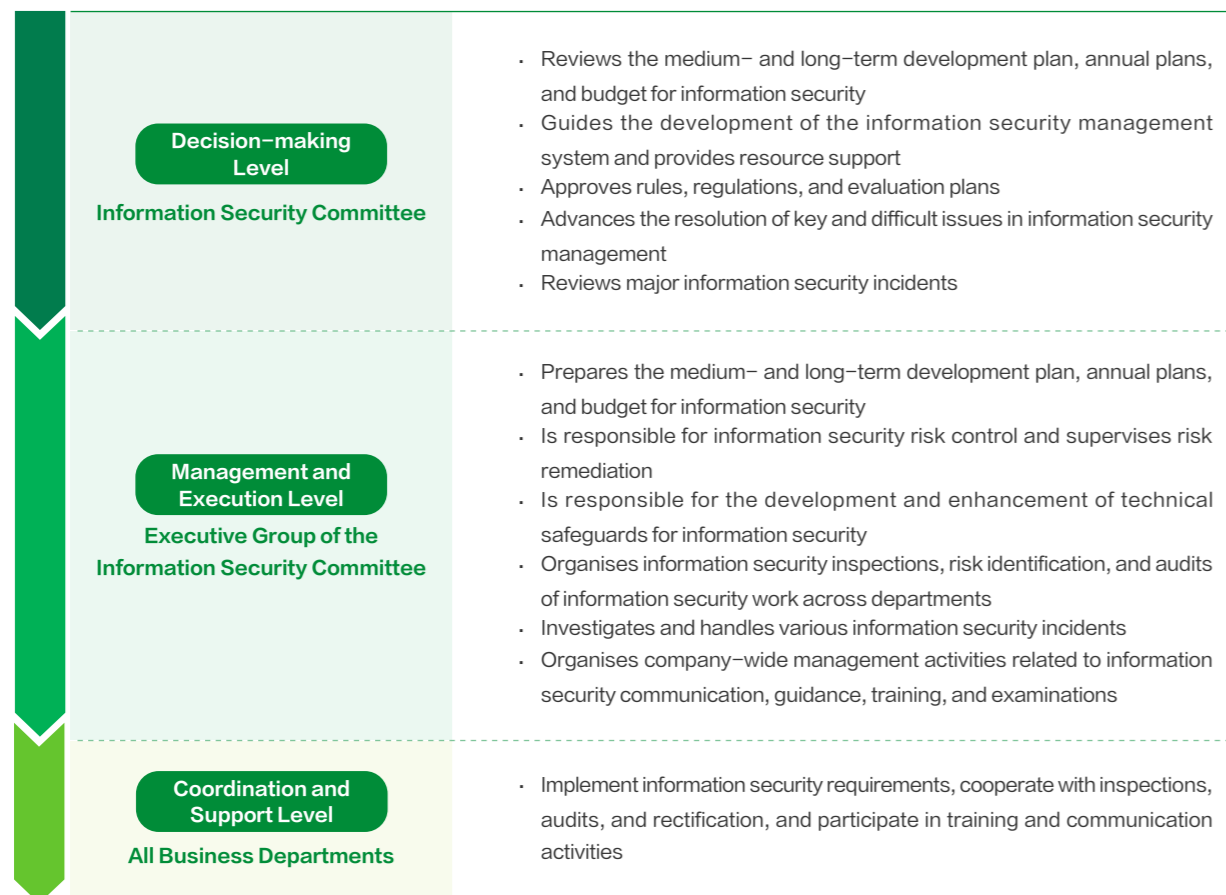 Decision-making
Level
Information Security Committee
· Reviews the medium- and long-term development plan, annual plans,
and budget for information security
· Guides the development of the information security management
system and provides resource support
· Approves rules, regulations, and evaluation plans
· Advances the resolution of key and difficult issues in information security
management
· Reviews major information security incidents
Management and
Execution Level
Executive Group of the
Information Security Committee
· Prepares the medium- and long-term development plan, annual plans,
and budget for information security
· Is responsible for information security risk control and supervises risk
remediation
· Is responsible for the development and enhancement of technical
safeguards for information security
· Organises information security inspections, risk identification, and audits
of information security work across departments
· Investigates and handles various information security incidents
· Organises company-wide management activities related to information
security communication, guidance, training, and examinations
Coordination and
Support Level
All Business Departments
· Implement information security requirements, cooperate with inspections,
audits, and rectification, and participate in training and communication
activities